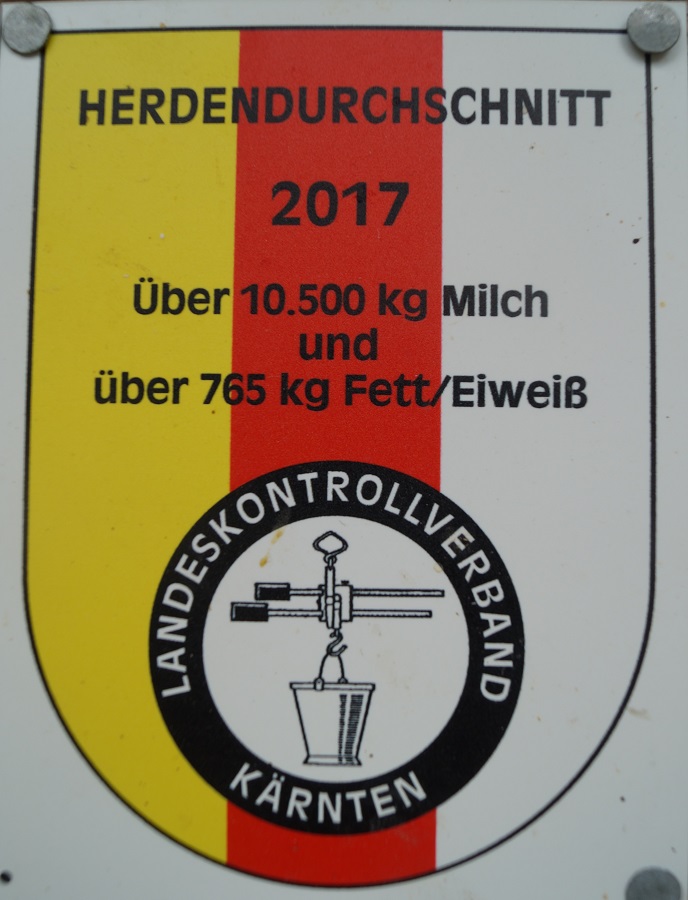 HERDENDURCHSCHNITT
2017
Über 10.500 kg Milch
und
über 765 kg Fett/Eiweiß
LANDESKONTROLLVERBAND
KÄRNTEN